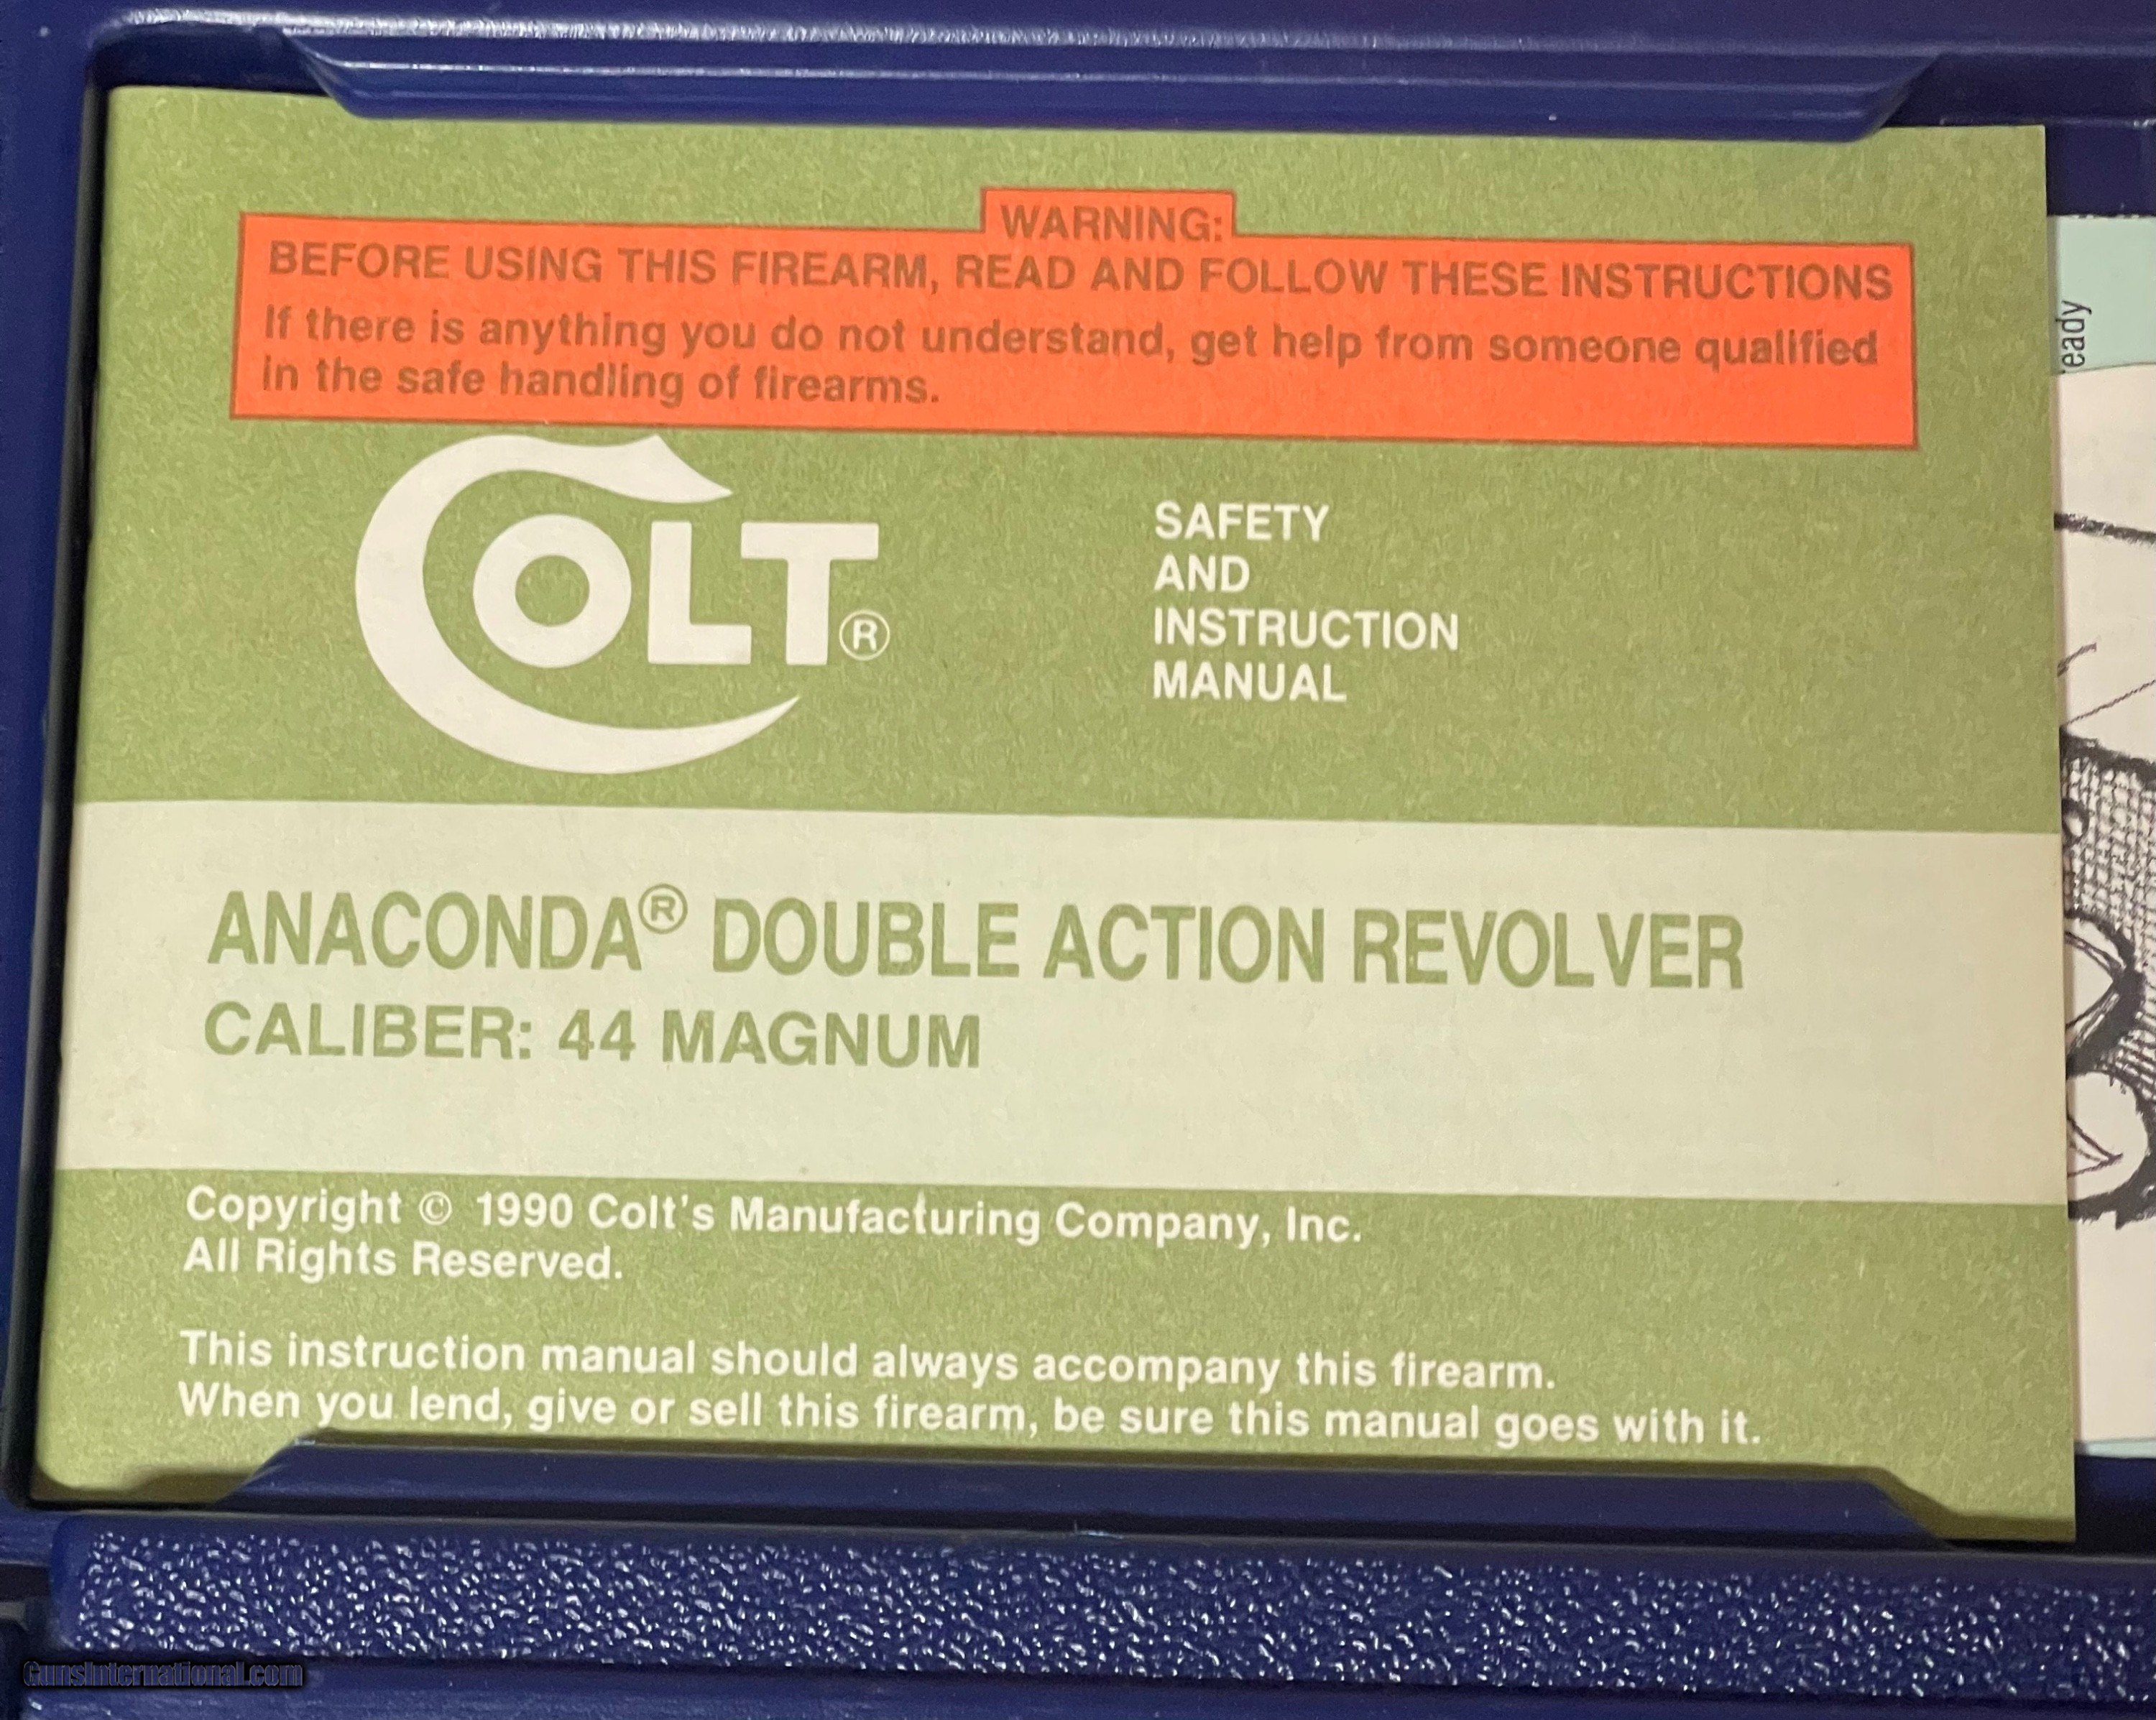 WARNING:
BEFORE USING THIS FIREARM, READ AND FOLLOW THESE INSTRUCTIONS
If there is anything you do not understand, get help from someone qualified
in the safe handling of firearms.
COLT®
SAFETY
AND
INSTRUCTION
MANUAL
ANACONDA® DOUBLE ACTION REVOLVER
CALIBER: 44 MAGNUM
Copyright © 1990 Colt's Manufacturing Company, Inc.
All Rights Reserved.
This instruction manual should always accompany this firearm.
When you lend, give or sell this firearm, be sure this manual goes with it.
GunsInternational.com